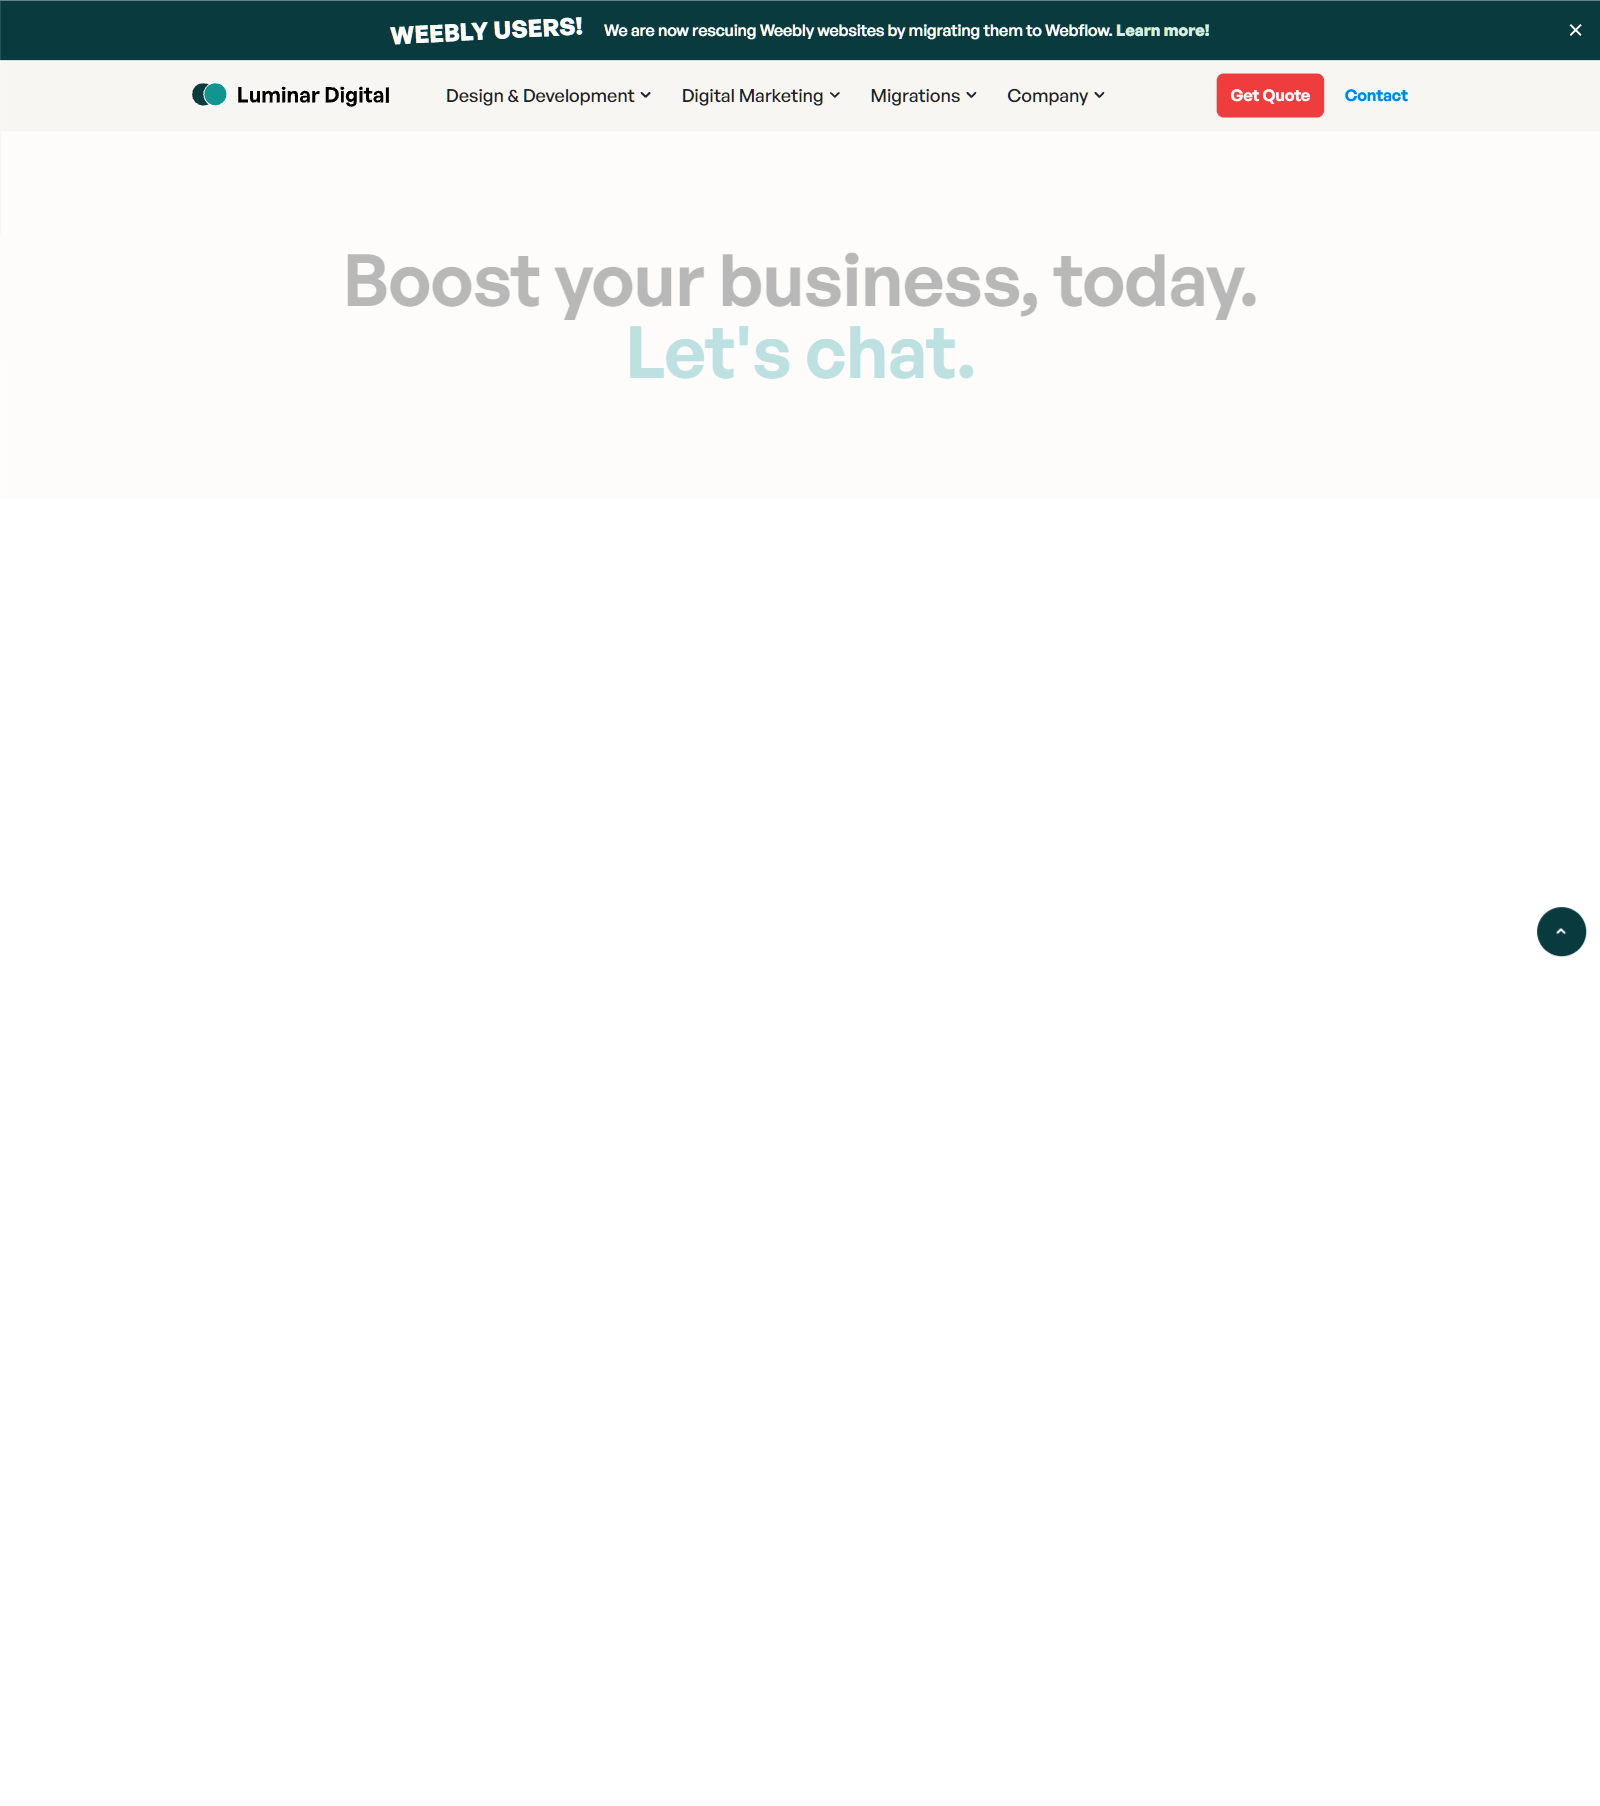 WEEBLY USERS! We are now rescuing Weebly websites by migrating them to Webflow. Learn more!
Luminar Digital Design & Development Digital Marketing Migrations Company Get Quote Contact
Boost your business, today.
Let's chat.